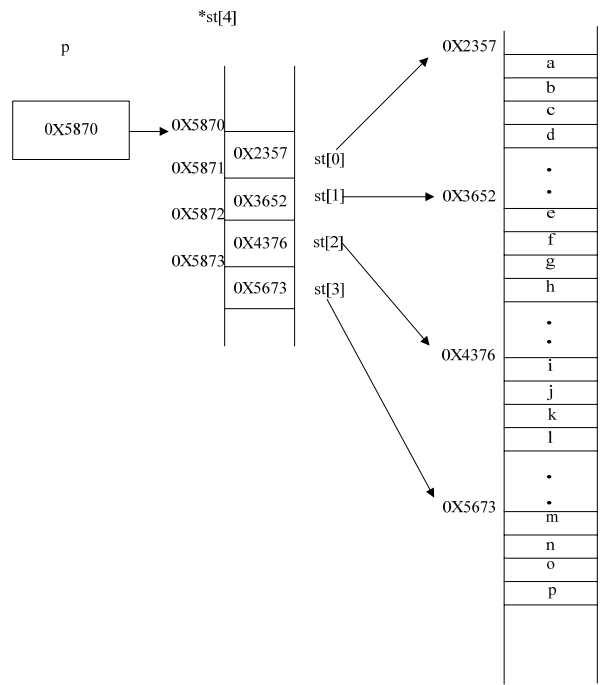 *st[4]
p
0X5870
0X5870
0X5871
0X5872
0X5873
0X2357
0X3652
0X4376
0X5673
st[0]
st[1]
st[2]
st[3]
0X2357
a
b
c
d
0X3652
e
f
g
h
0X4376
i
j
k
l
0X5673
m
n
o
p